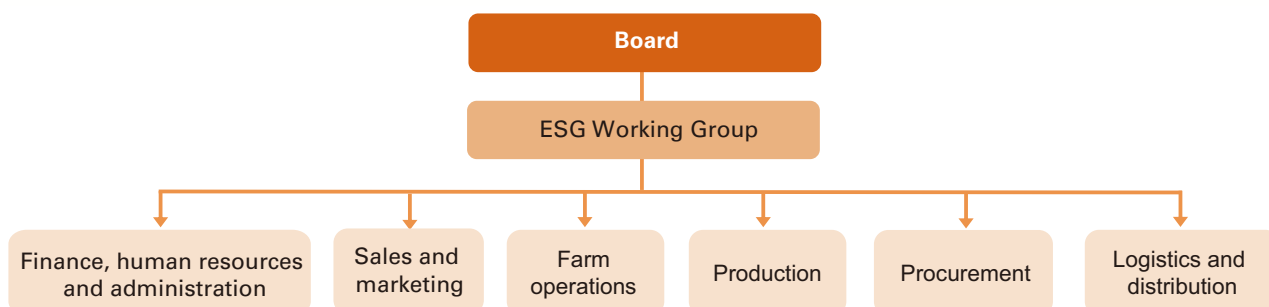 Board
ESG Working Group
Finance, human resources
and administration
Sales and
marketing
Farm
operations
Production
Procurement
Logistics and
distribution